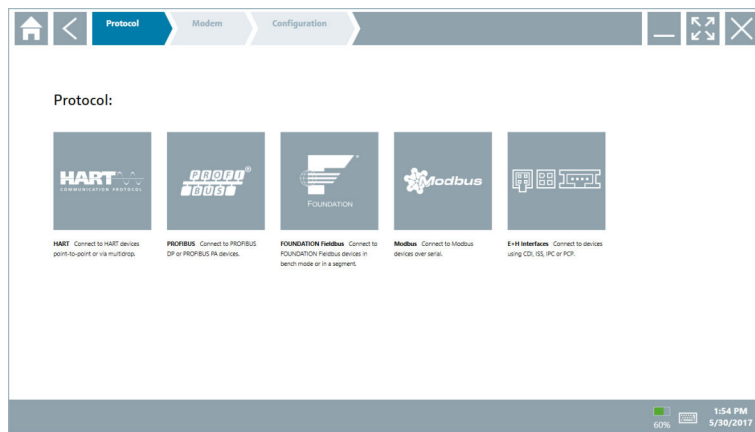 Protocol
Modem
Configuration
Protocol:
HART
COMMUNICATION PROTOCOL
PROFI
BUS
®
FOUNDATION
Modbus
HART Connect to HART devices
point-to-point or via multidrop.
PROFIBUS Connect to PROFIBUS
DP or PROFIBUS PA devices.
FOUNDATION Fieldbus Connect to
FOUNDATION Fieldbus devices in
bench mode or in a segment.
Modbus Connect to Modbus
devices over serial.
E+H Interfaces Connect to devices
using CDI, ISS, IPC or PCP.
60%
1:54 PM
5/30/2017